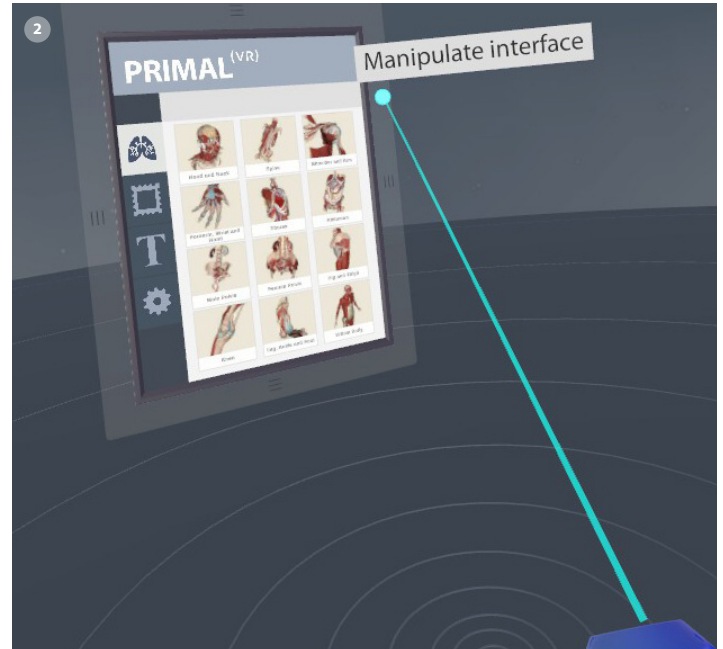 2
PRIMAL(VR)
Manipulate interface
Head and Neck
Spine
Shoulder and Arm
Forearm, Wrist and
Hand
Thorax
Abdomen
Male Pelvis
Female Pelvis
Hip and Thigh
Knee
Leg, Ankle and Foot
Whole Body
T